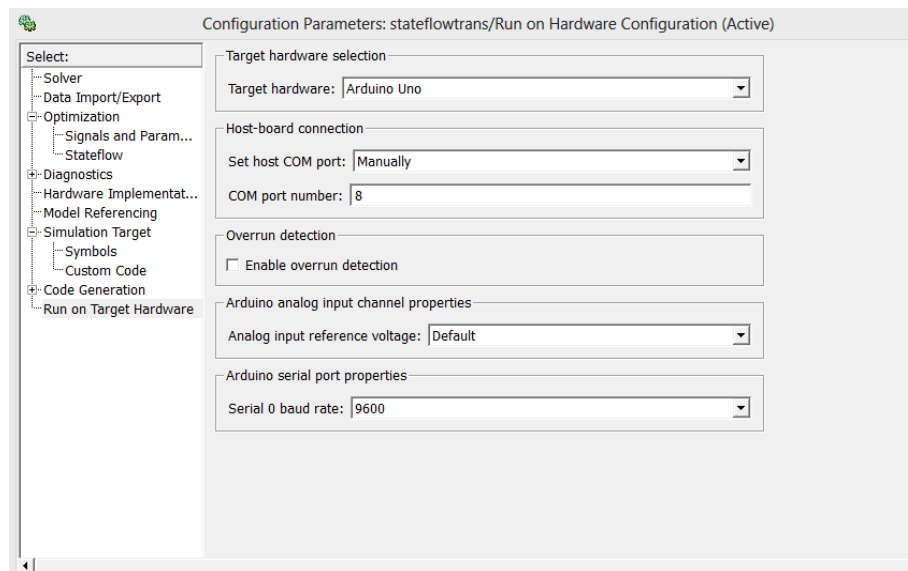 Configuration Parameters: stateflowtrans/Run on Hardware Configuration (Active)
Select:
Solver
Data Import/Export
Optimization
Signals and Param...
Stateflow
Diagnostics
Hardware Implementat...
Model Referencing
Simulation Target
Symbols
Custom Code
Code Generation
Run on Target Hardware
Target hardware selection
Target hardware: Arduino Uno
Host-board connection
Set host COM port: Manually
COM port number: 8
Overrun detection
Enable overrun detection
Arduino analog input channel properties
Analog input reference voltage: Default
Arduino serial port properties
Serial 0 baud rate: 9600